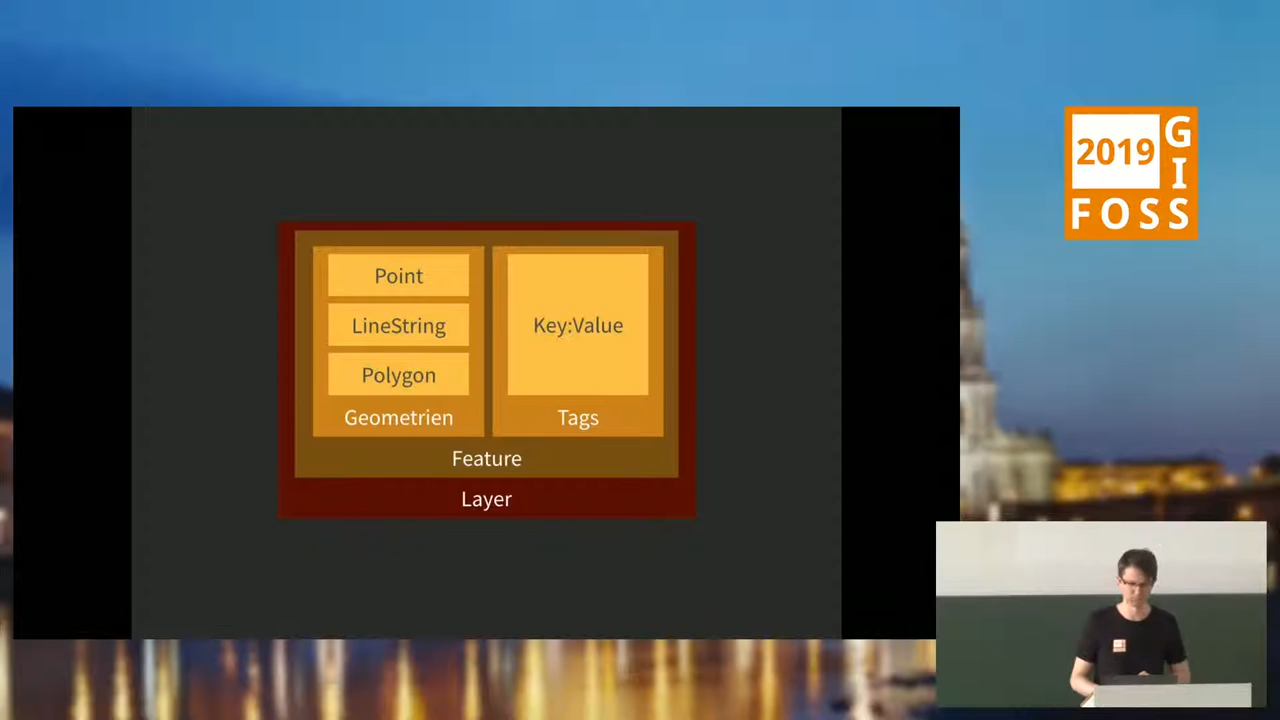 Point
LineString
Polygon
Geometrien
Key:Value
Tags
Feature
Layer
2019
G
I
FOSS